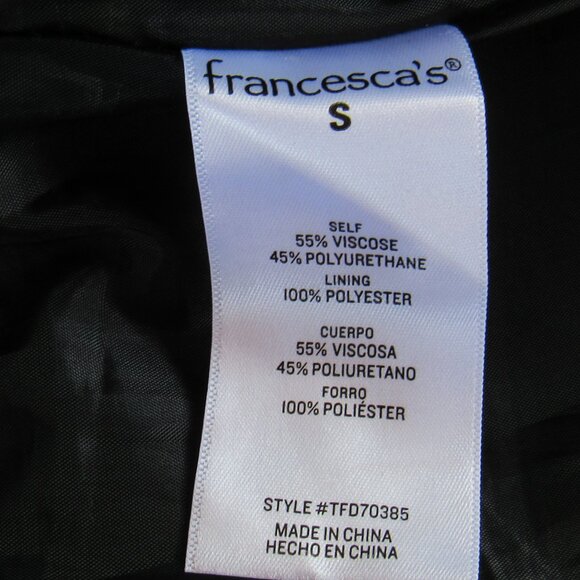 francesca's®
S
SELF
55% VISCOSE
45% POLYURETHANE
LINING
100% POLYESTER
CUERPO
55% VISCOSA
45% POLIURETANO
FORRO
100% POLIÉSTER
STYLE #TFD70385
MADE IN CHINA
HECHO EN CHINA